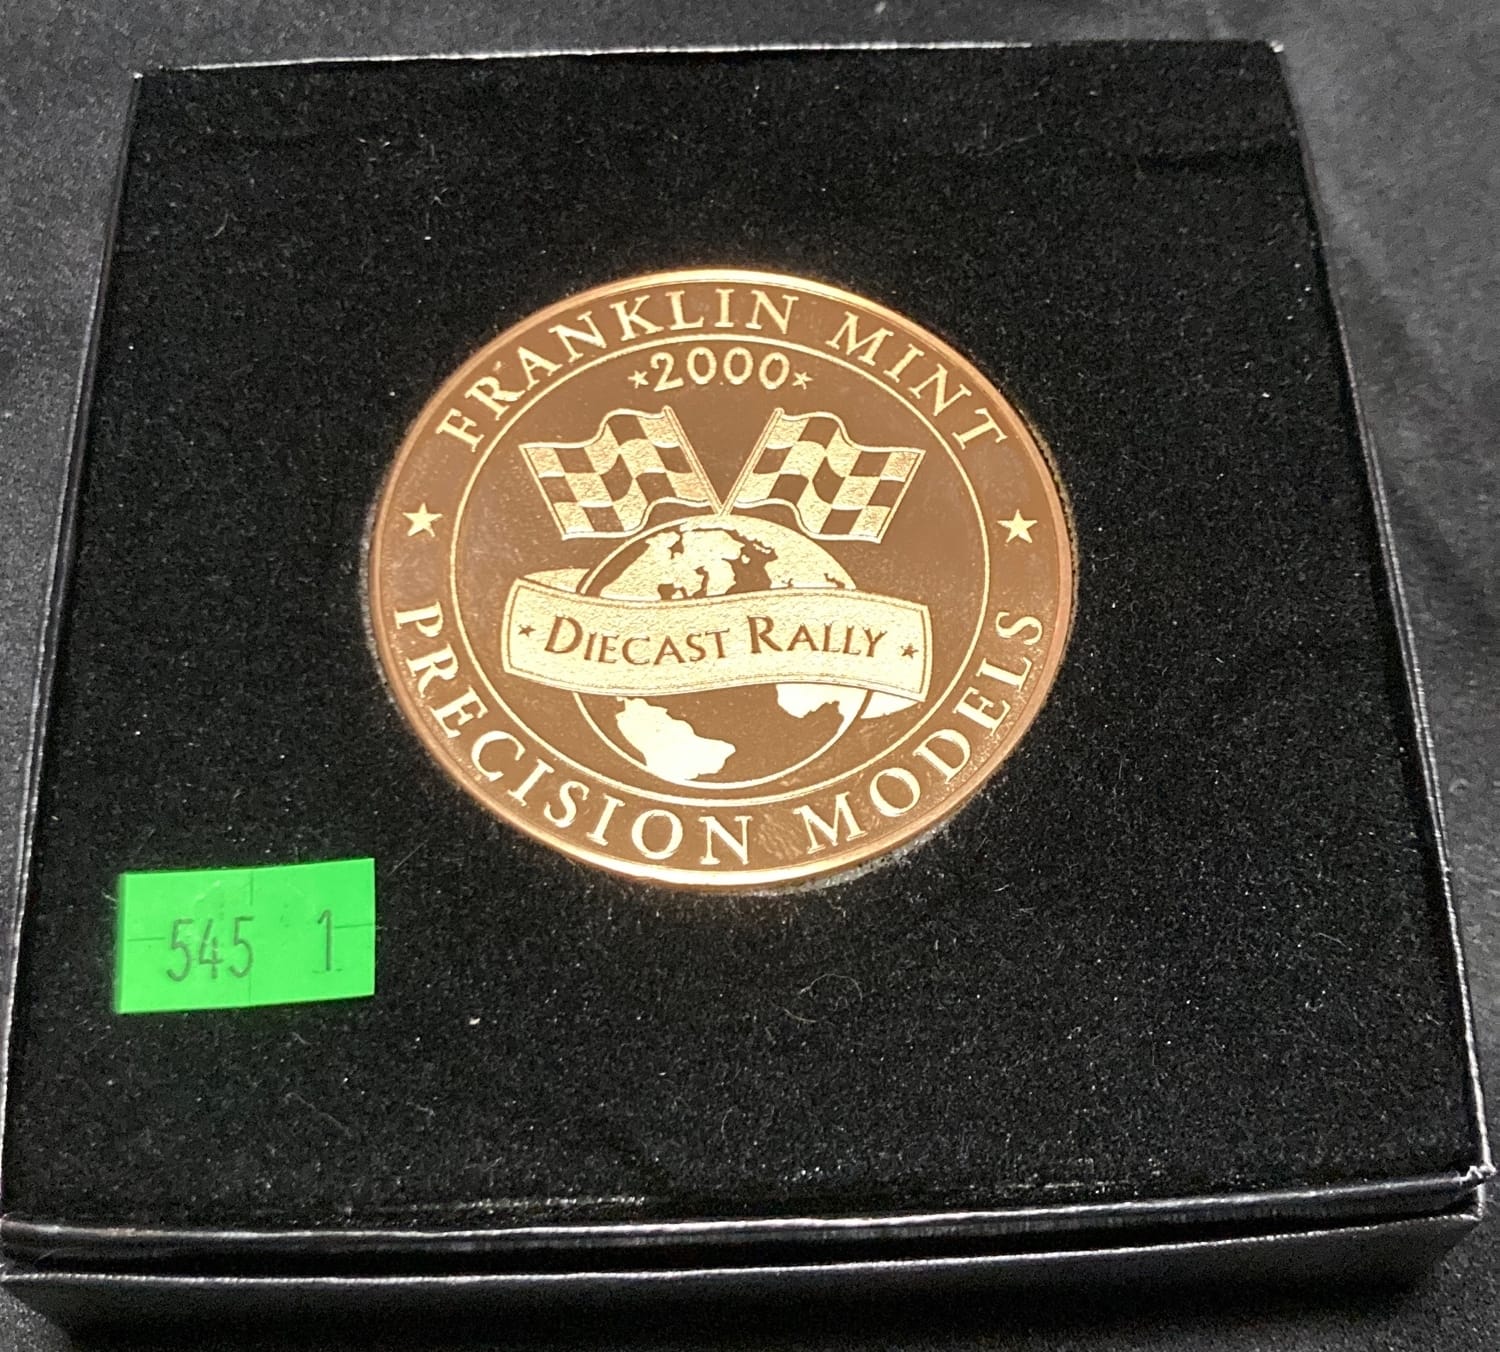 FRANKLIN MINT
★2000★
★ DIECAST RALLY ★
★ PRECISION MODELS ★
545 1